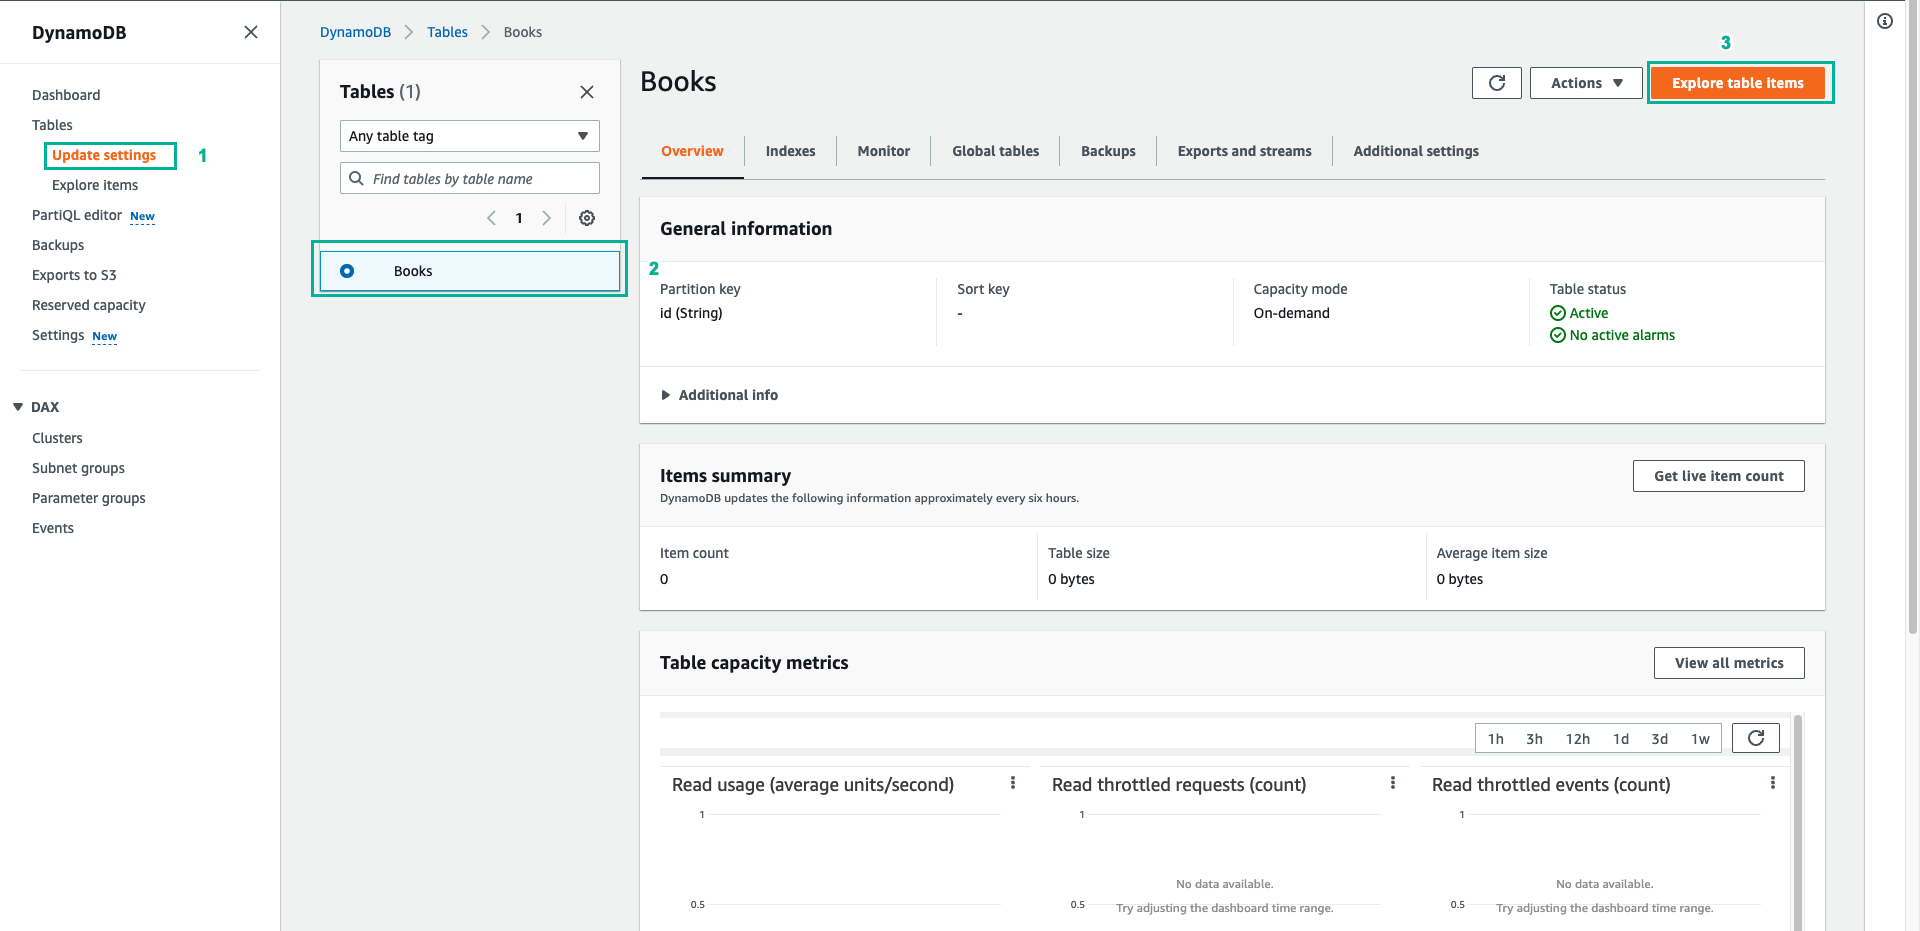 DynamoDB
Dashboard
Tables
Update settings
1
Explore items
PartiQL editor New
Backups
Exports to S3
Reserved capacity
Settings New
DAX
Clusters
Subnet groups
Parameter groups
Events
DynamoDB Tables Books
Tables (1)
Any table tag
Find tables by table name
1
Books
2
Books
Actions
3
Explore table items
Overview
Indexes
Monitor
Global tables
Backups
Exports and streams
Additional settings
General information
Partition key
id (String)
Sort key
-
Capacity mode
On-demand
Table status
Active
No active alarms
Additional info
Items summary
DynamoDB updates the following information approximately every six hours.
Get live item count
Item count
0
Table size
0 bytes
Average item size
0 bytes
Table capacity metrics
View all metrics
1h 3h 12h 1d 3d 1w
Read usage (average units/second)
1
0.5
Read throttled requests (count)
1
No data available.
0.5
Try adjusting the dashboard time range.
Read throttled events (count)
1
No data available.
0.5
Try adjusting the dashboard time range.